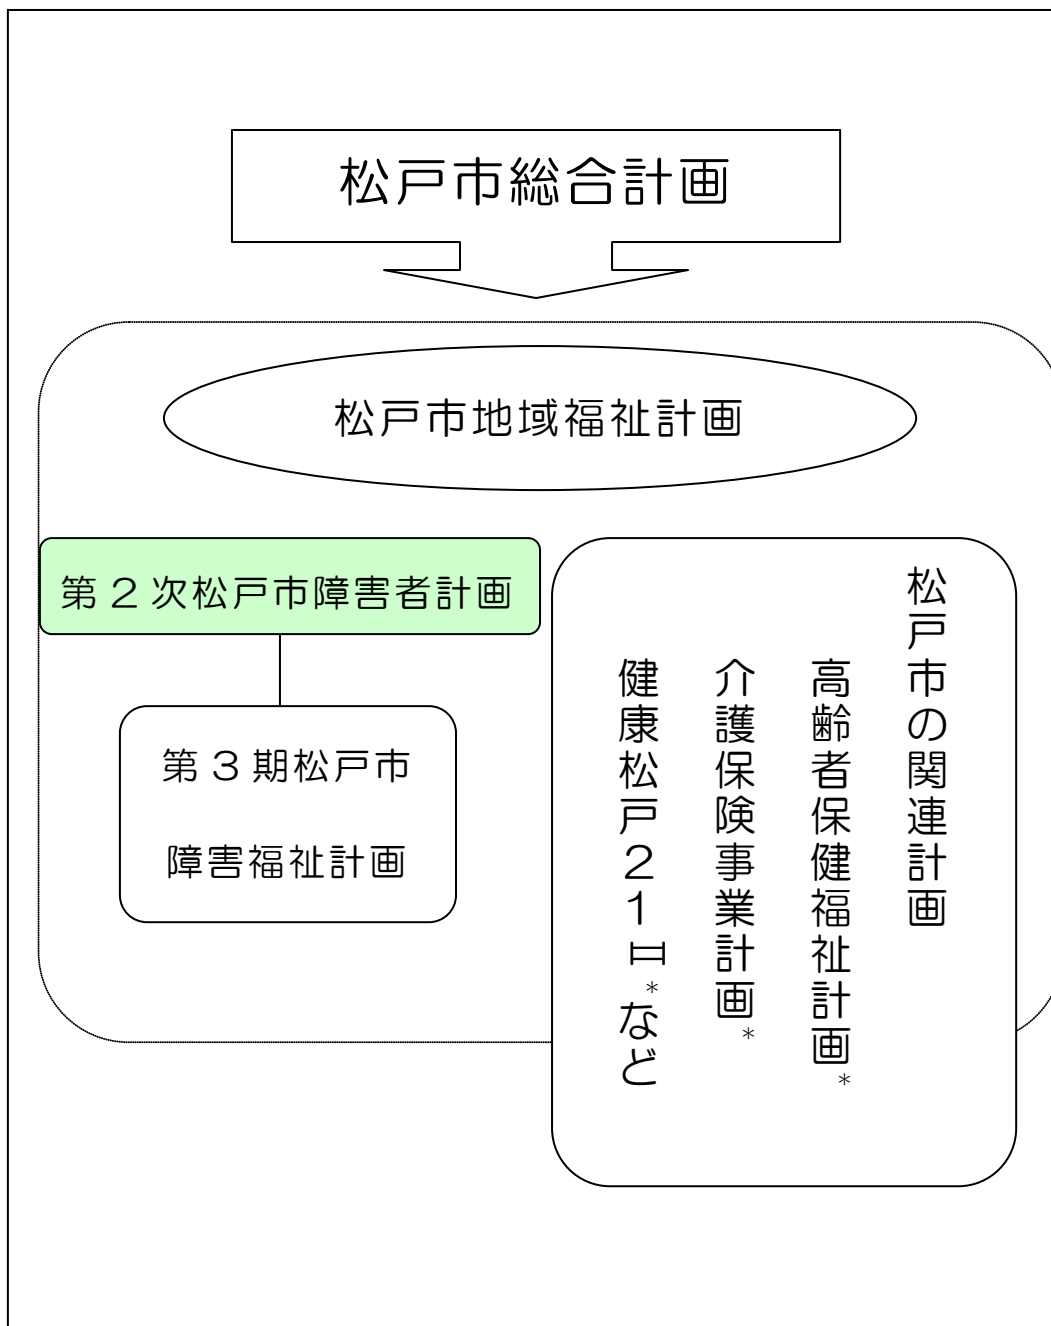 松戸市総合計画
松戸市地域福祉計画
第2次松戸市障害者計画
第3期松戸市
障害福祉計画
松戸市の関連計画
高齢者保健福祉計画*
介護保険事業計画*
健康松戸21Ⅱ*など